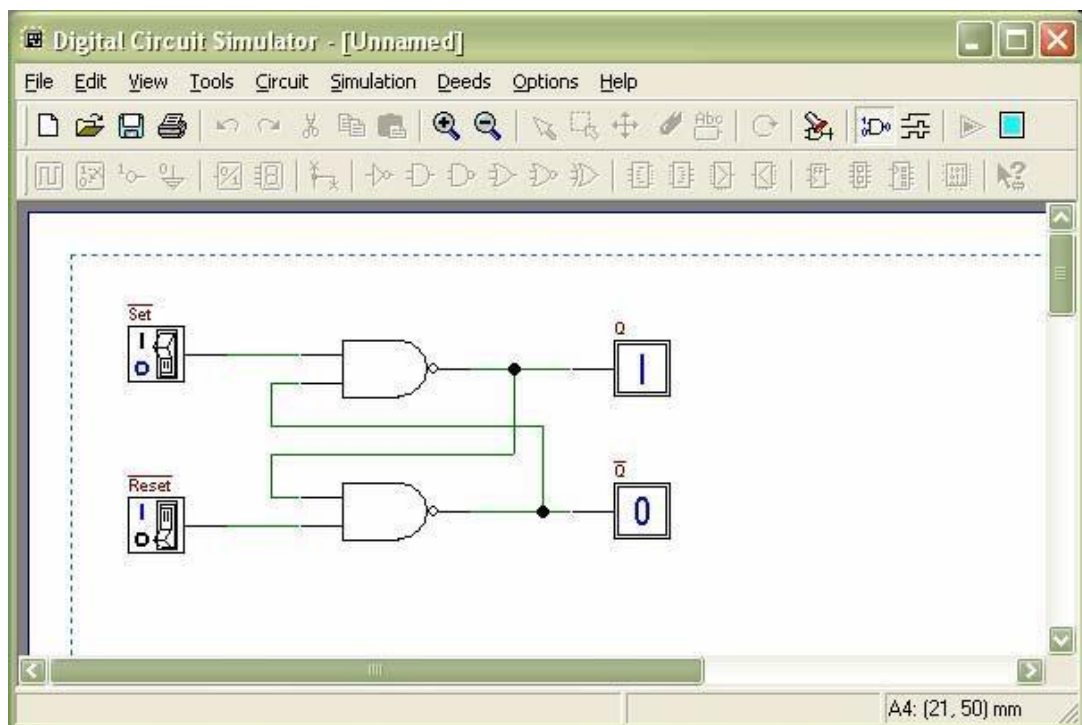 Digital Circuit Simulator - [Unnamed]
File Edit View Tools Circuit Simulation Deeds Options Help
Abc
Set
I
O
Q
1
Reset
I
O
Q
0
A4: (21, 50) mm